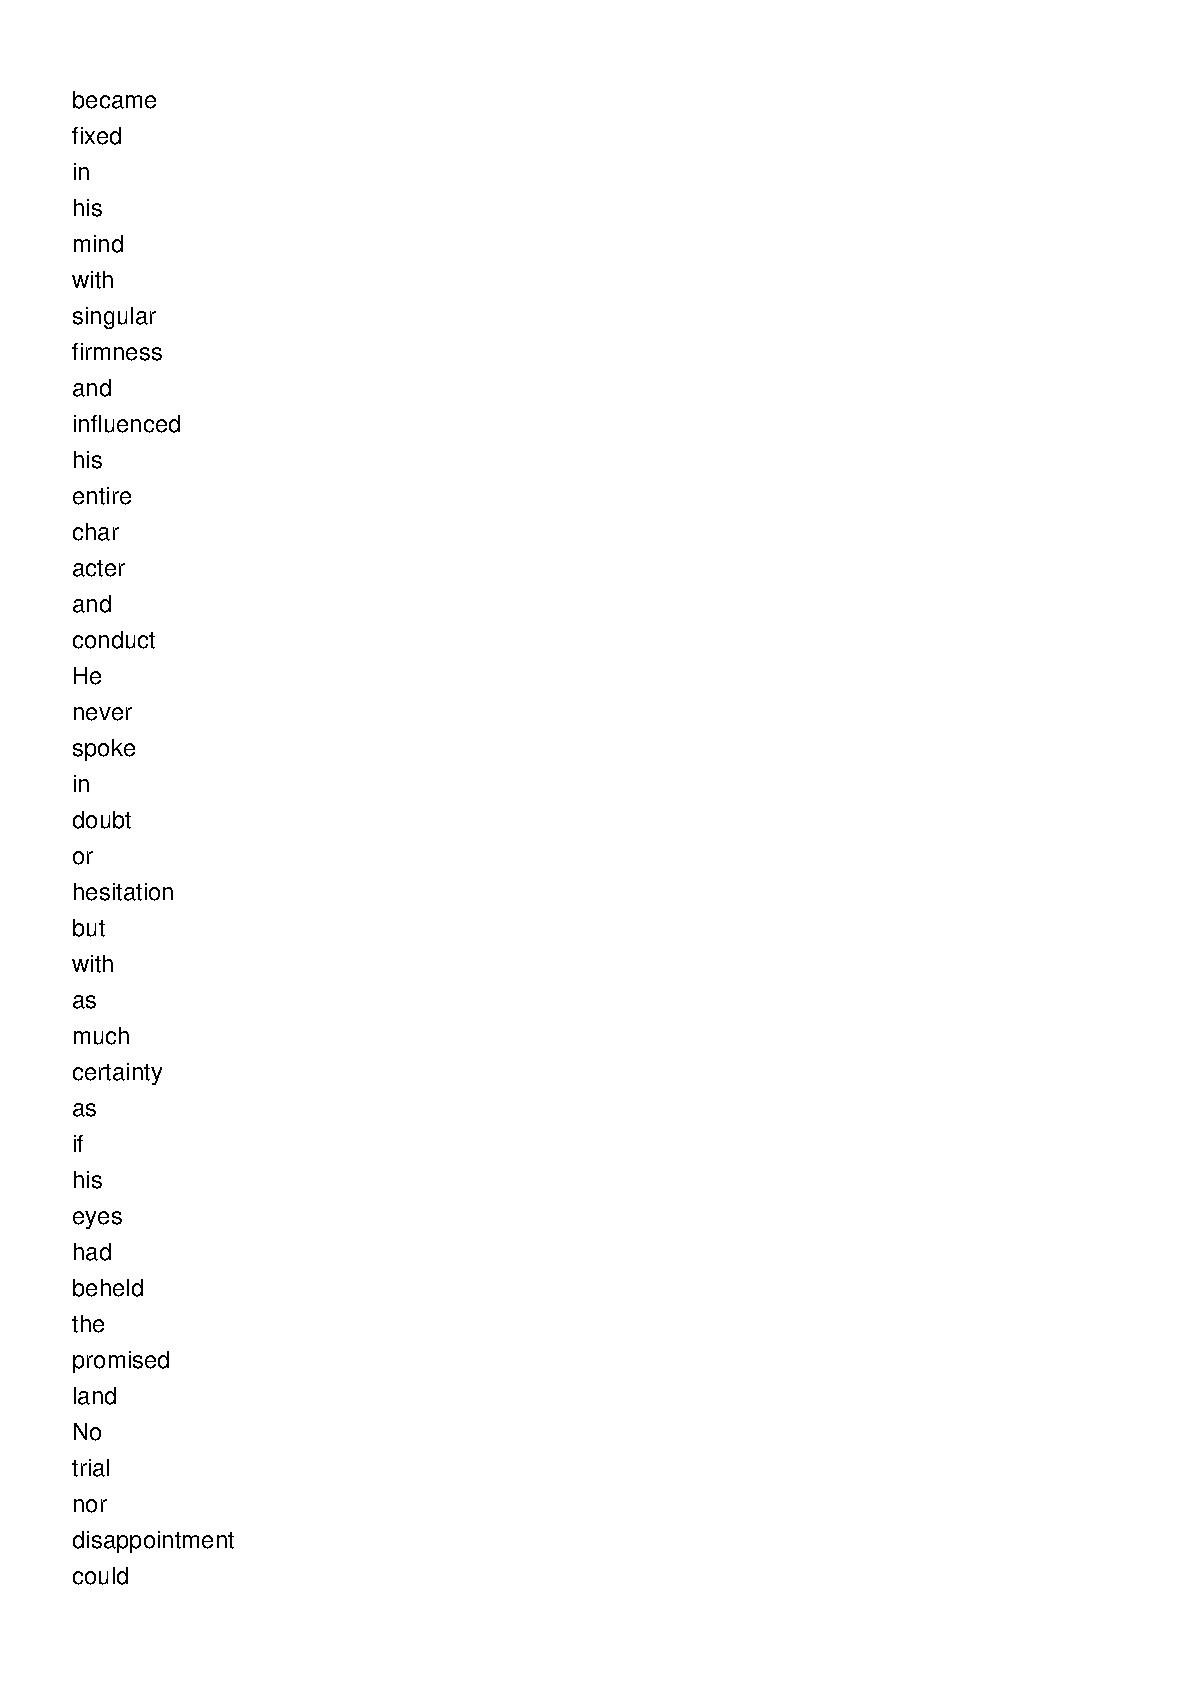 became
fixed
in
his
mind
with
singular
firmness
and
influenced
his
entire
char
acter
and
conduct
He
never
spoke
in
doubt
or
hesitation
but
with
as
much
certainty
as
if
his
eyes
had
beheld
the
promised
land
No
trial
nor
disappointment
could